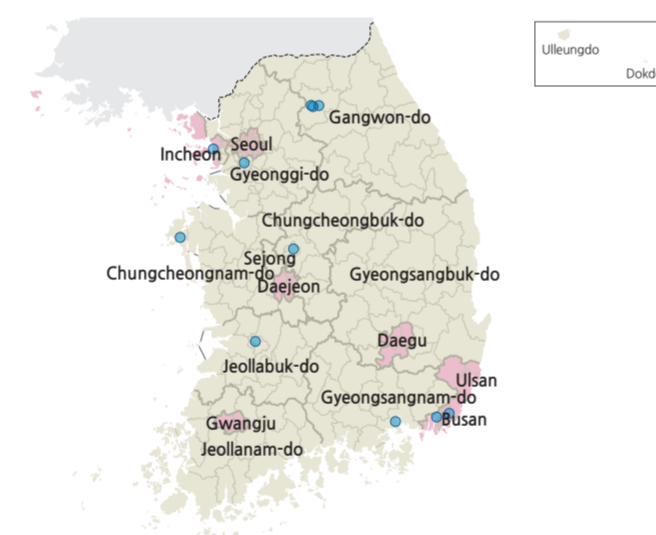 Ulleungdo
Dokd
Gangwon-do
Seoul
Incheon
Gyeonggi-do
Chungcheongbuk-do
Sejong
Chungcheongnam-do
Gyeongsangbuk-do
Daejeon
Daegu
Jeollabuk-do
Ulsan
Gyeongsangnam-do
Busan
Gwangju
Jeollanam-do